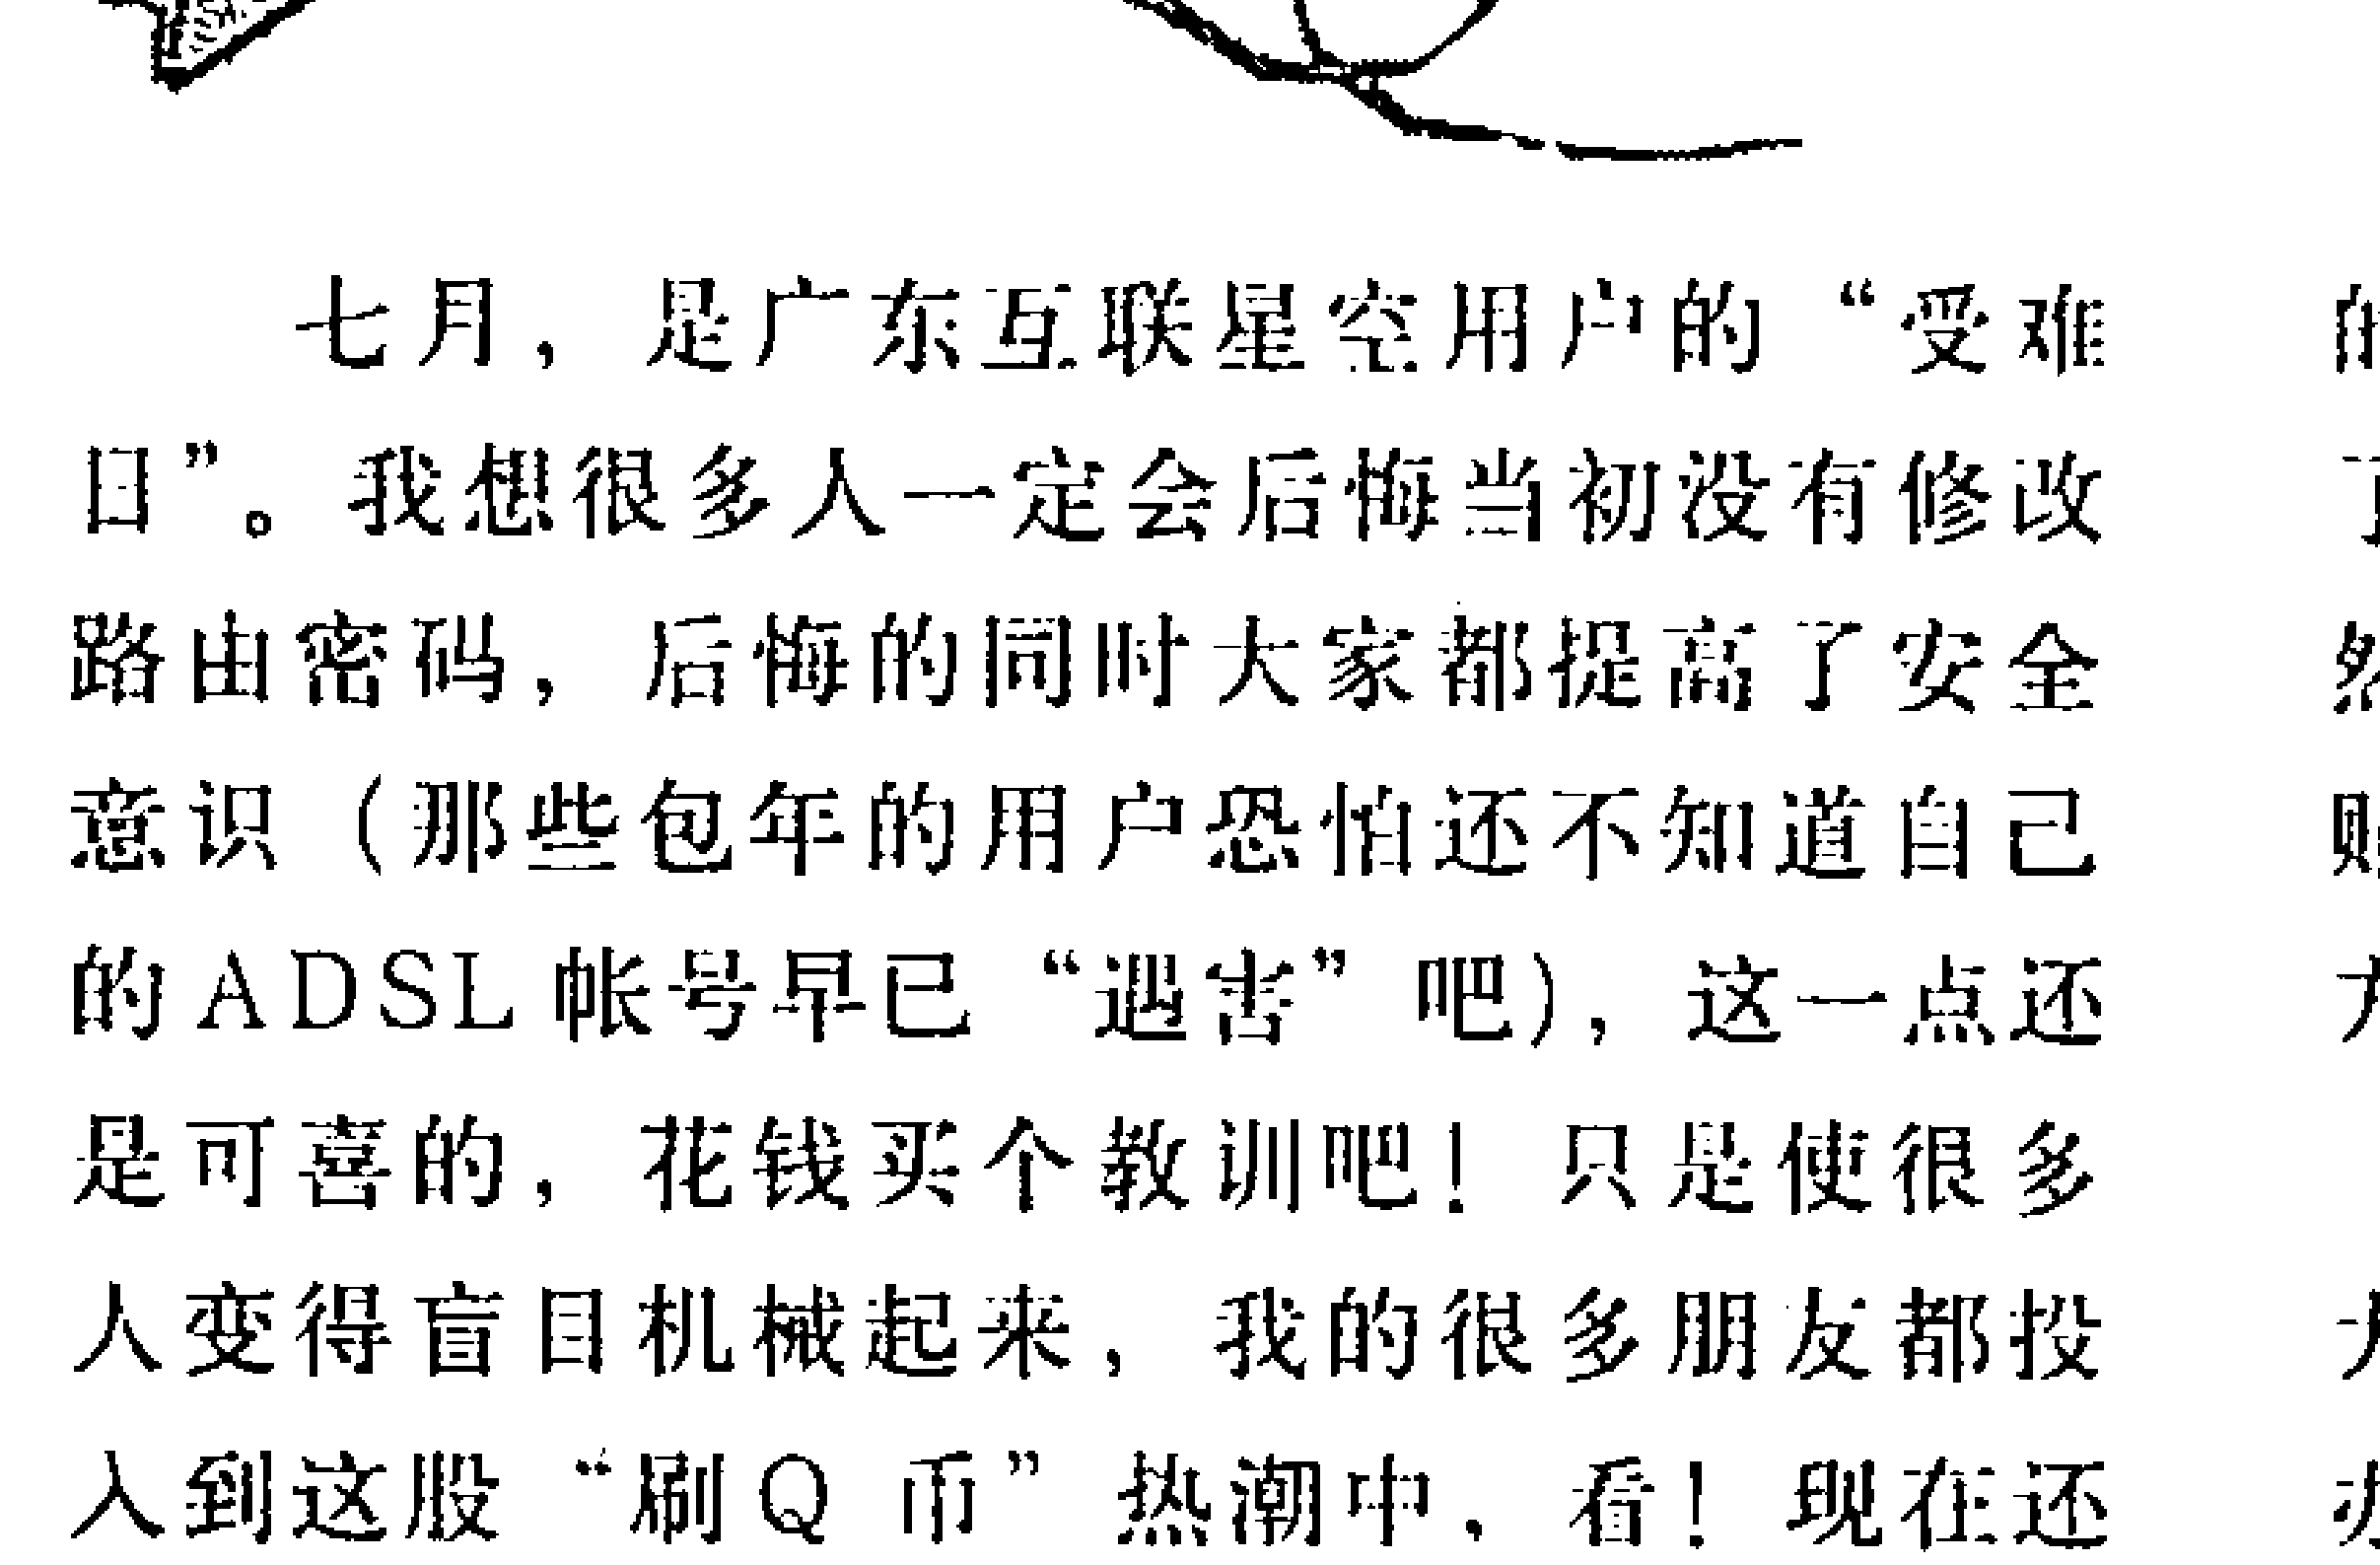 七月，是广东互联星空用户的“受难
日”。我想很多人一定会后悔当初没有修改
路由密码，后悔的同时大家都提高了安全
意识（那些包年的用户恐怕还不知道自己
的ADSL帐号早已“遇害”吧），这一点还
是可喜的，花钱买个教训吧！只是使很多
人变得盲目机械起来，我的很多朋友都投
入到这股“刷Q币”热潮中，看！现在还